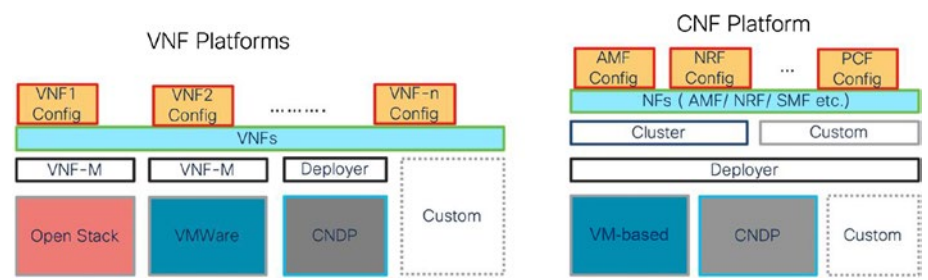 VNF Platforms
VNF1
Config
VNF2
Config
……….
VNF-n
Config
VNFs
VNF-M
VNF-M
Deployer
Open Stack
VMWare
CNDP
Custom
CNF Platform
AMF
Config
NRF
Config
...
PCF
Config
NFs ( AMF/ NRF/ SMF etc.)
Cluster
Custom
Deployer
VM-based
CNDP
Custom